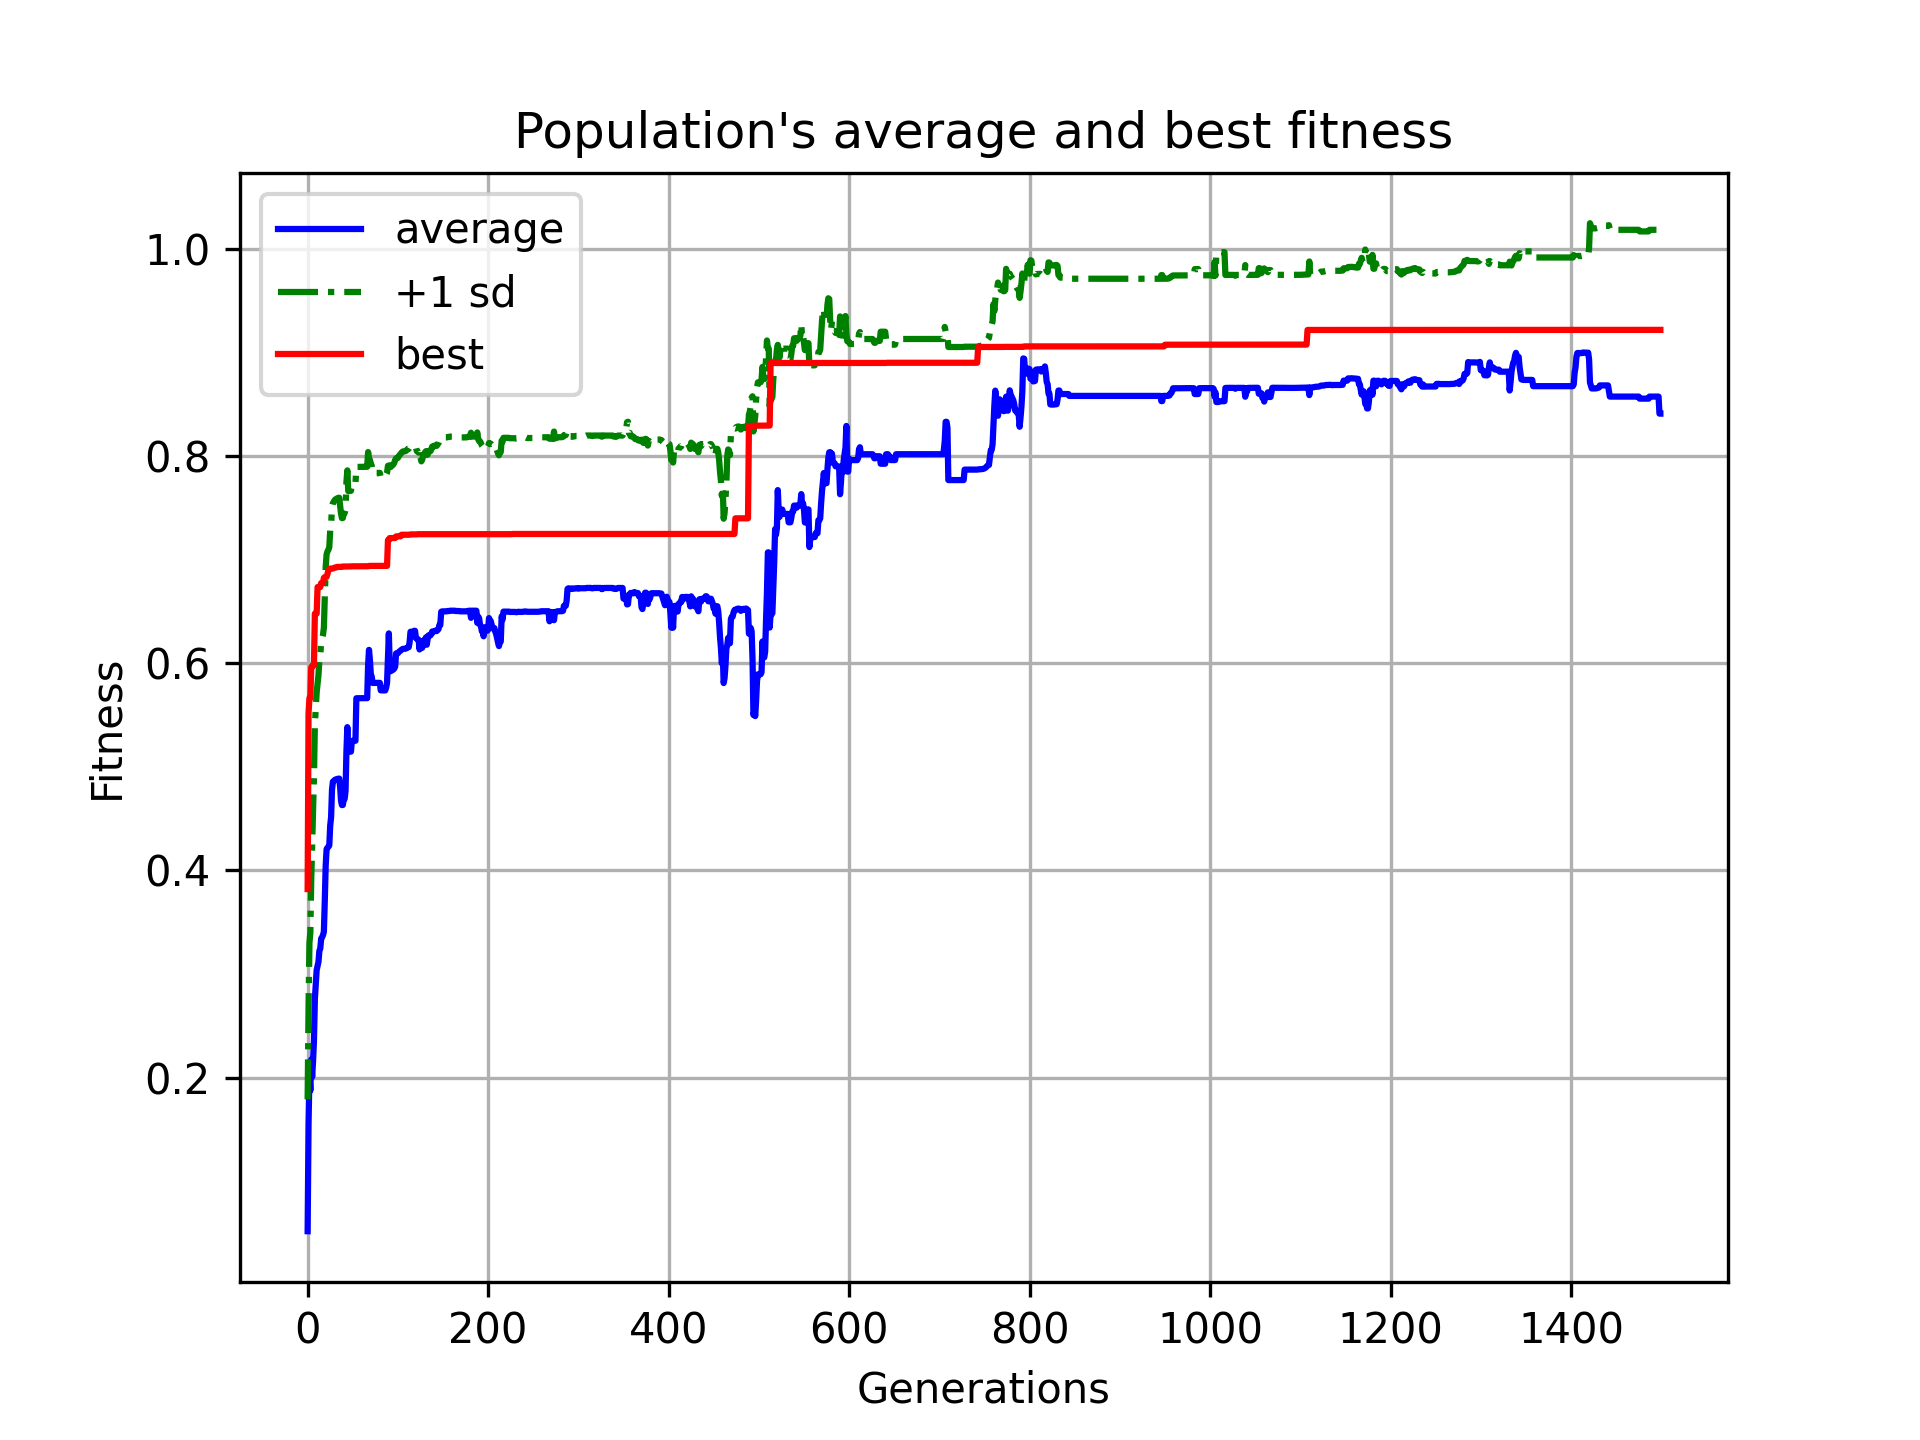 Population's average and best fitness
average
+1 sd
best
1.0
0.8
0.6
0.4
0.2
Fitness
0 200 400 600 800 1000 1200 1400
Generations